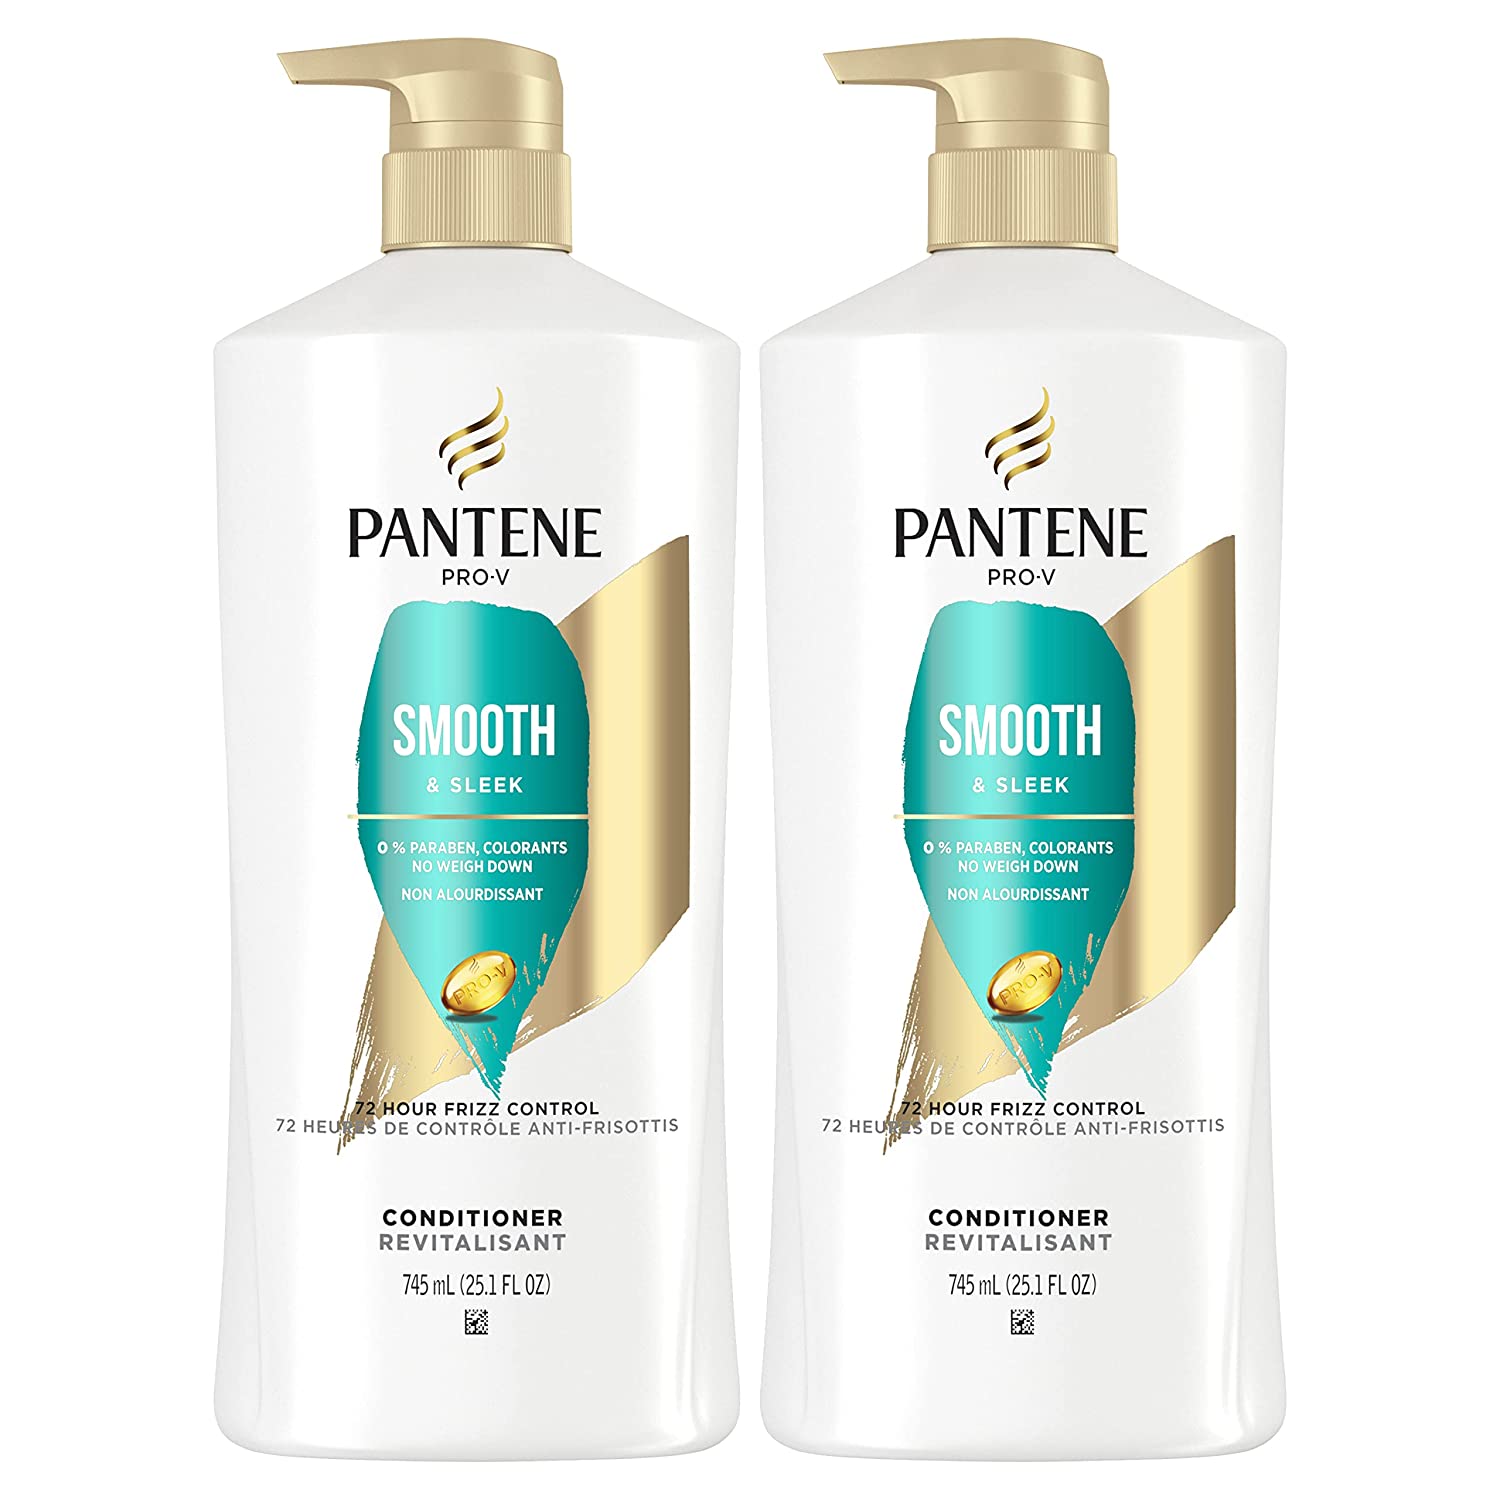 PANTENE
PRO-V
SMOOTH
& SLEEK
0 % PARABEN, COLORANTS
NO WEIGH DOWN
NON ALOURDISSANT
PRO-V
72 HOUR FRIZZ CONTROL
72 HEURES DE CONTRÔLE ANTI-FRISOTTIS
CONDITIONER
REVITALISANT
745 mL (25.1 FL OZ)
PANTENE
PRO-V
SMOOTH
& SLEEK
0 % PARABEN, COLORANTS
NO WEIGH DOWN
NON ALOURDISSANT
PRO-V
72 HOUR FRIZZ CONTROL
72 HEURES DE CONTRÔLE ANTI-FRISOTTIS
CONDITIONER
REVITALISANT
745 mL (25.1 FL OZ)